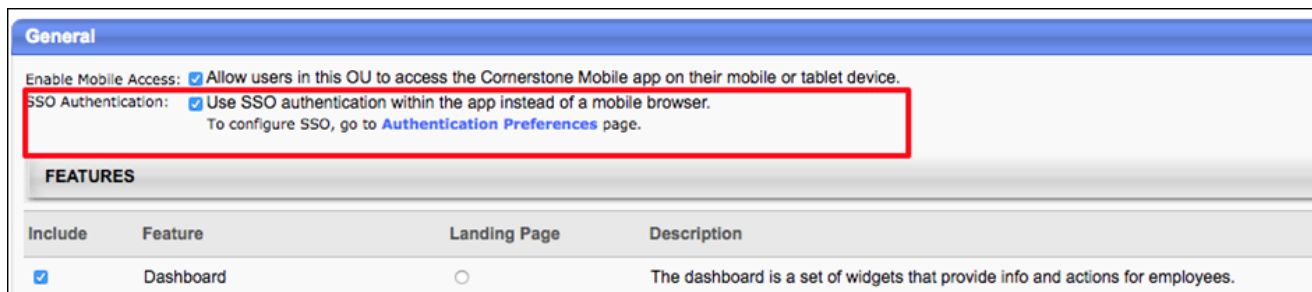 General
Enable Mobile Access: Allow users in this OU to access the Cornerstone Mobile app on their mobile or tablet device.
SSO Authentication: Use SSO authentication within the app instead of a mobile browser.
To configure SSO, go to Authentication Preferences page.
FEATURES
Include Feature Landing Page Description
Dashboard The dashboard is a set of widgets that provide info and actions for employees.